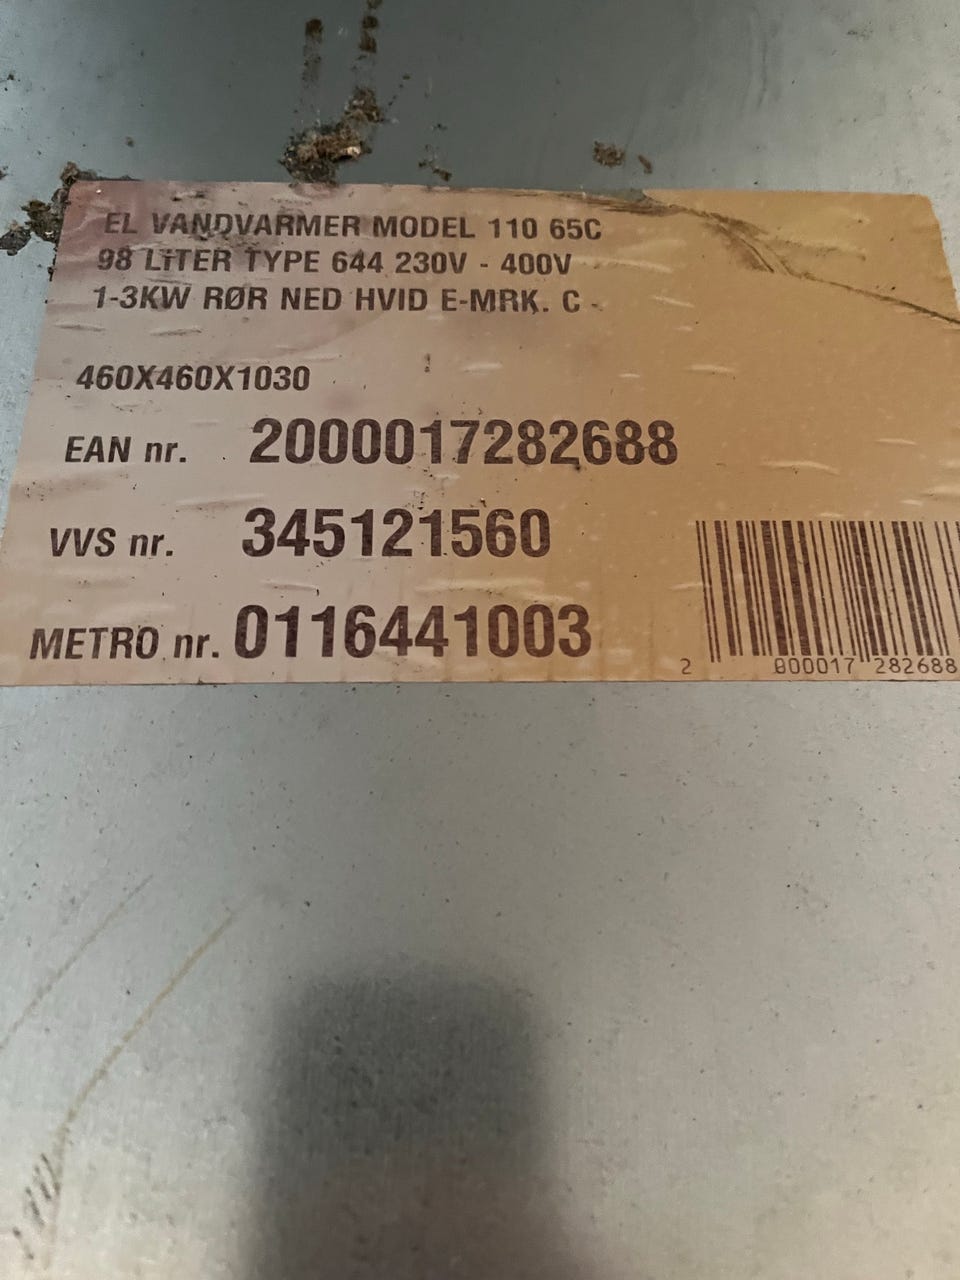 EL VANDVARMER MODEL 110 65C
98 LITER TYPE 644 230V - 400V
1-3KW RØR NED HVID E-MRK. C -
460X460X1030
EAN nr. 2000017282688
VVS nr. 345121560
METRO nr. 0116441003
2 000017 282688